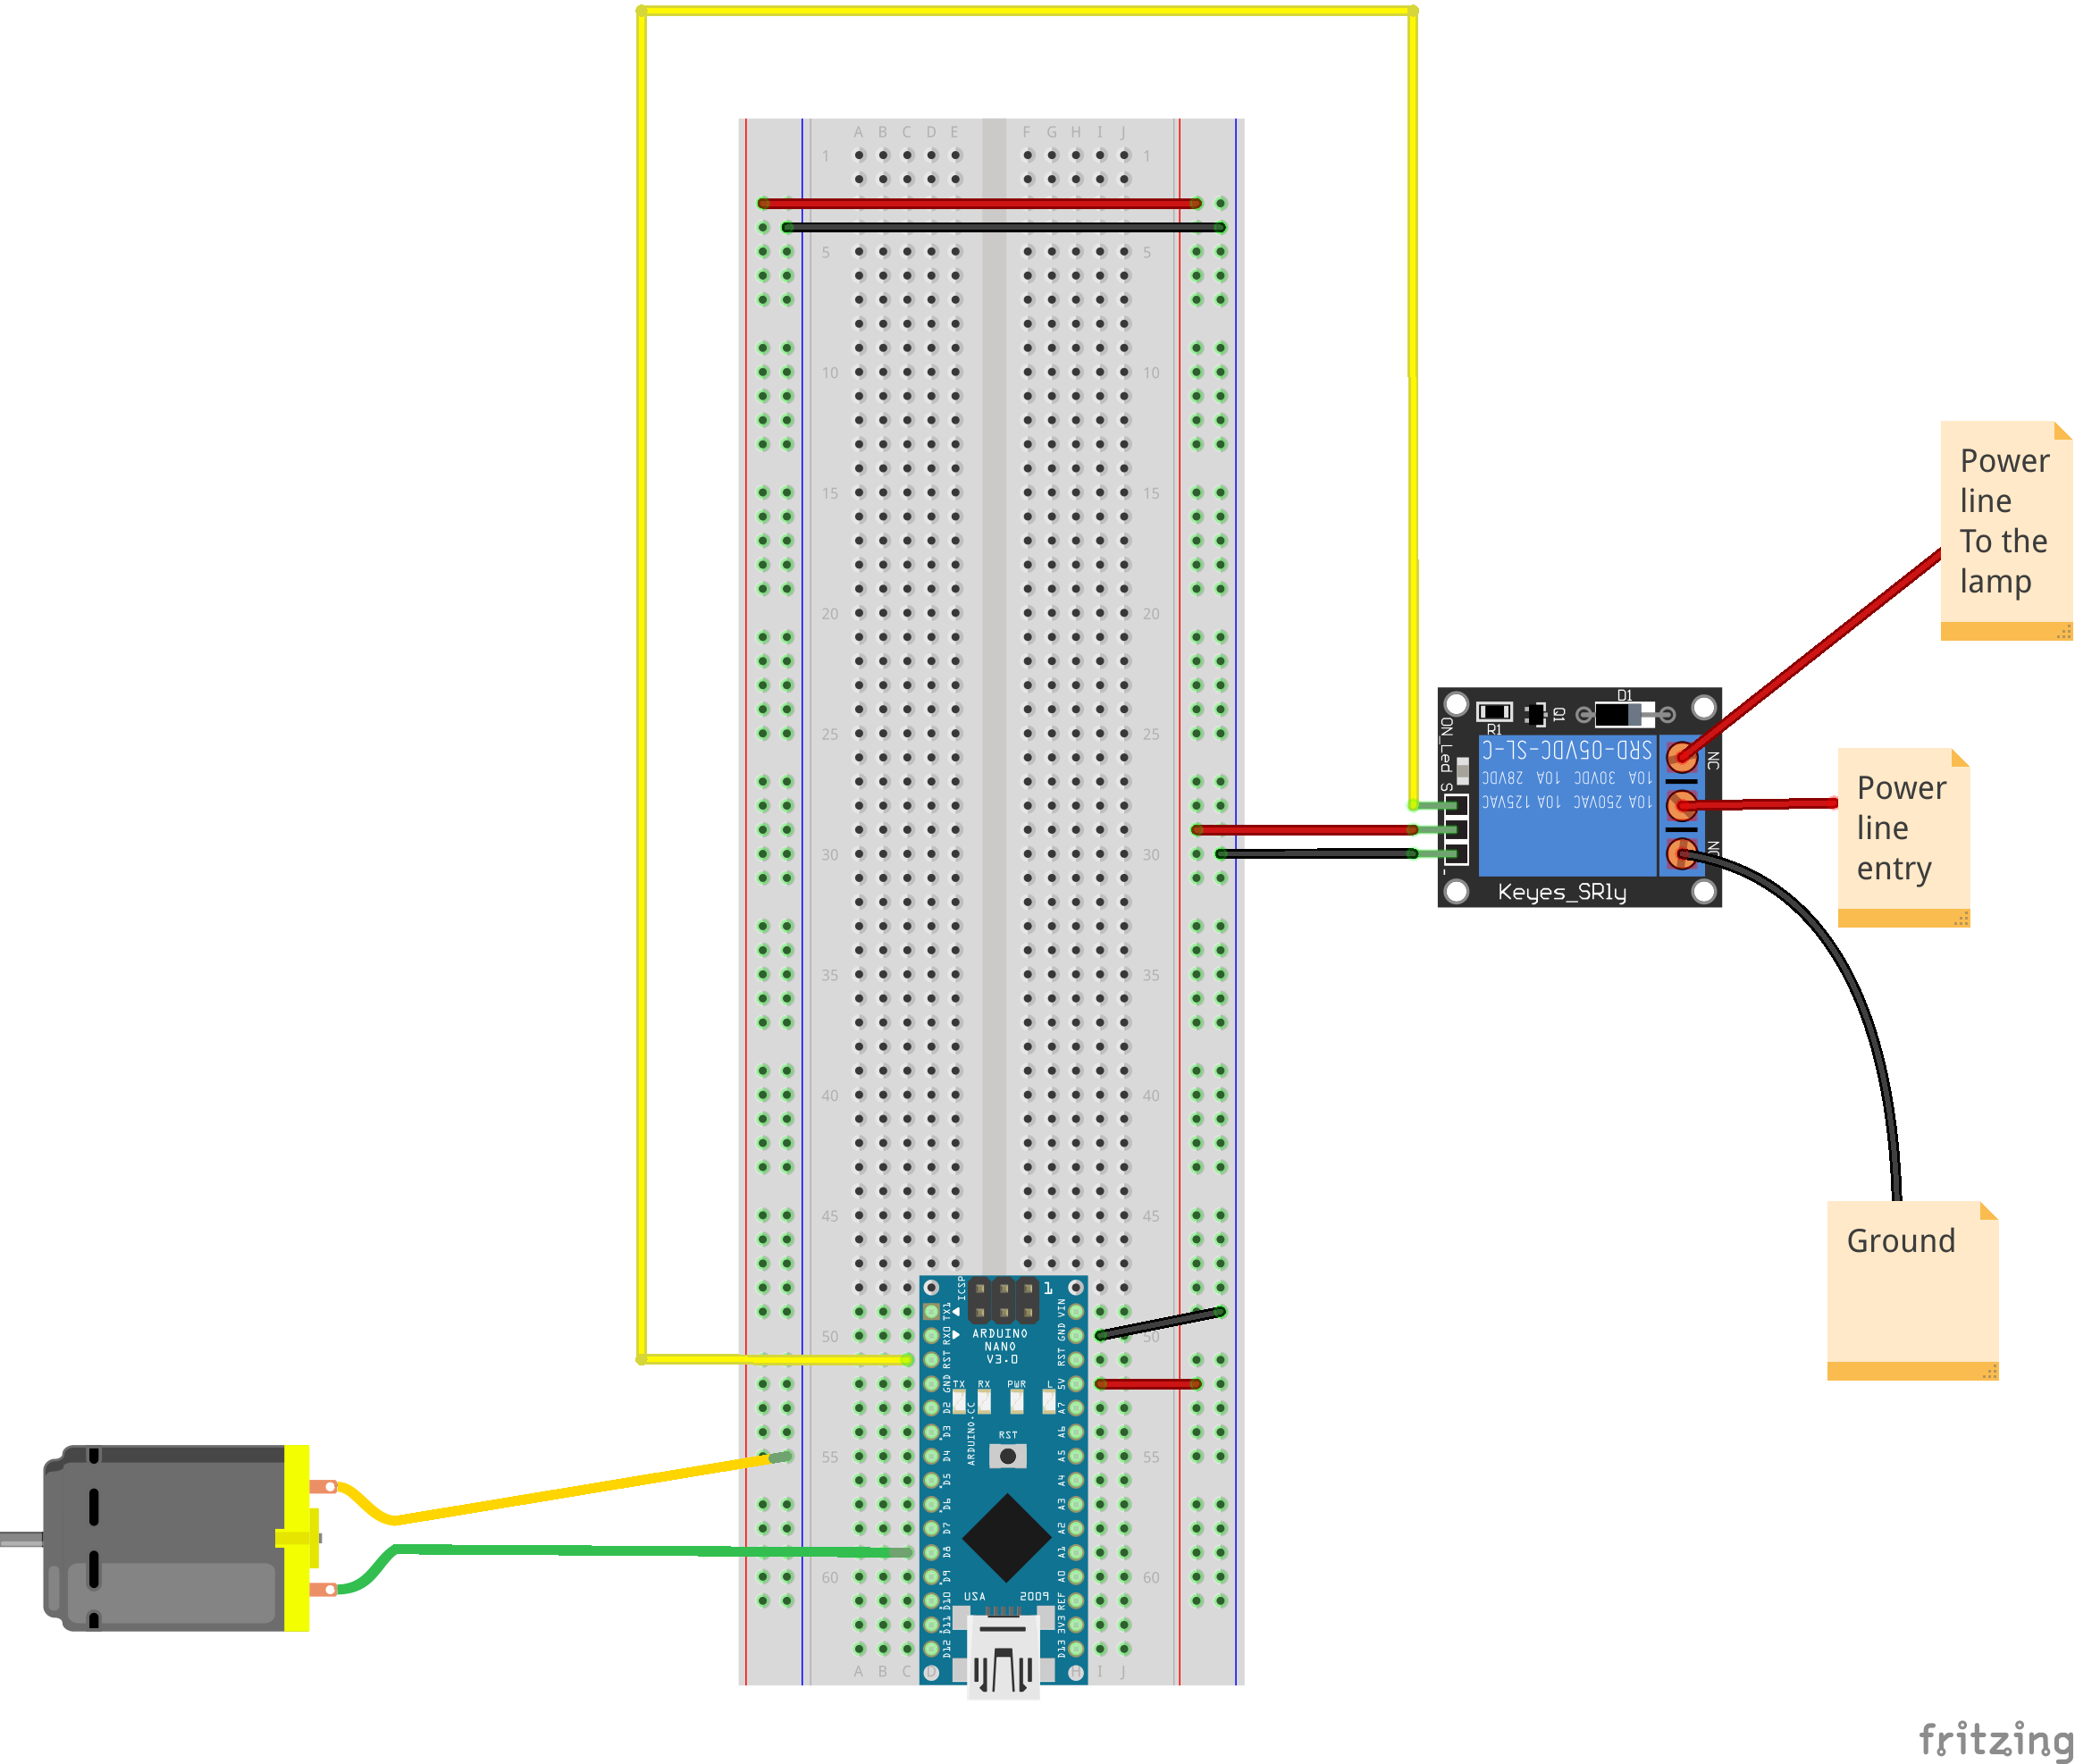 A B C D E F G H I J
1 1
5 5
10 10
15 15
20 20
25 25
30 30
35 35
40 40
45 45
50
55 55
60 60
A B C D H I J
Power
line
To the
lamp
Power
line
entry
Ground
D1
Q1
R1
ON_Led
S
-
SRD-05VDC-SL-C
10A 30VDC 10A 28VDC
10A 250VAC 10A 125VAC
NC
Keyes_SRly
ICSP
1
TX1
RX0
RST
GND
D2
D3
D4
D5
D6
D7
D8
D9
D10
D11
D12
VIN
GND
RST
5V
A7
A6
A5
A4
A3
A2
A1
A0
REF
3V3
D13
ARDUINO
NANO
V3.0
TX RX PWR L
ARDUINO.CC
RST
USA 2009
fritzing